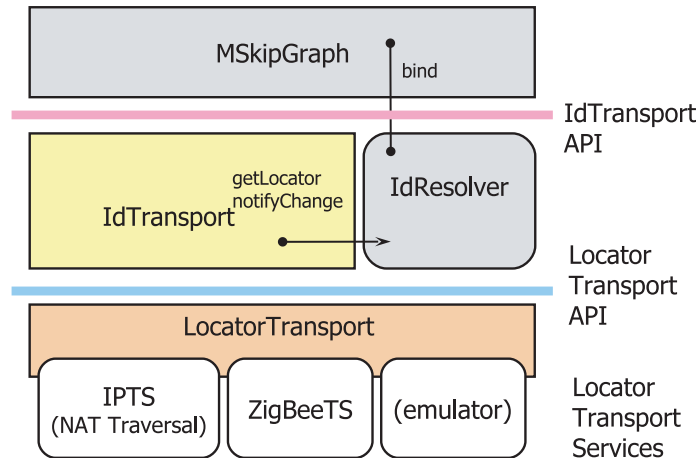 MSkipGraph
bind
IdTransport
API
getLocator
notifyChange
IdTransport
IdResolver
Locator
Transport
API
LocatorTransport
IPTS
(NAT Traversal)
ZigBeeTS
(emulator)
Locator
Transport
Services